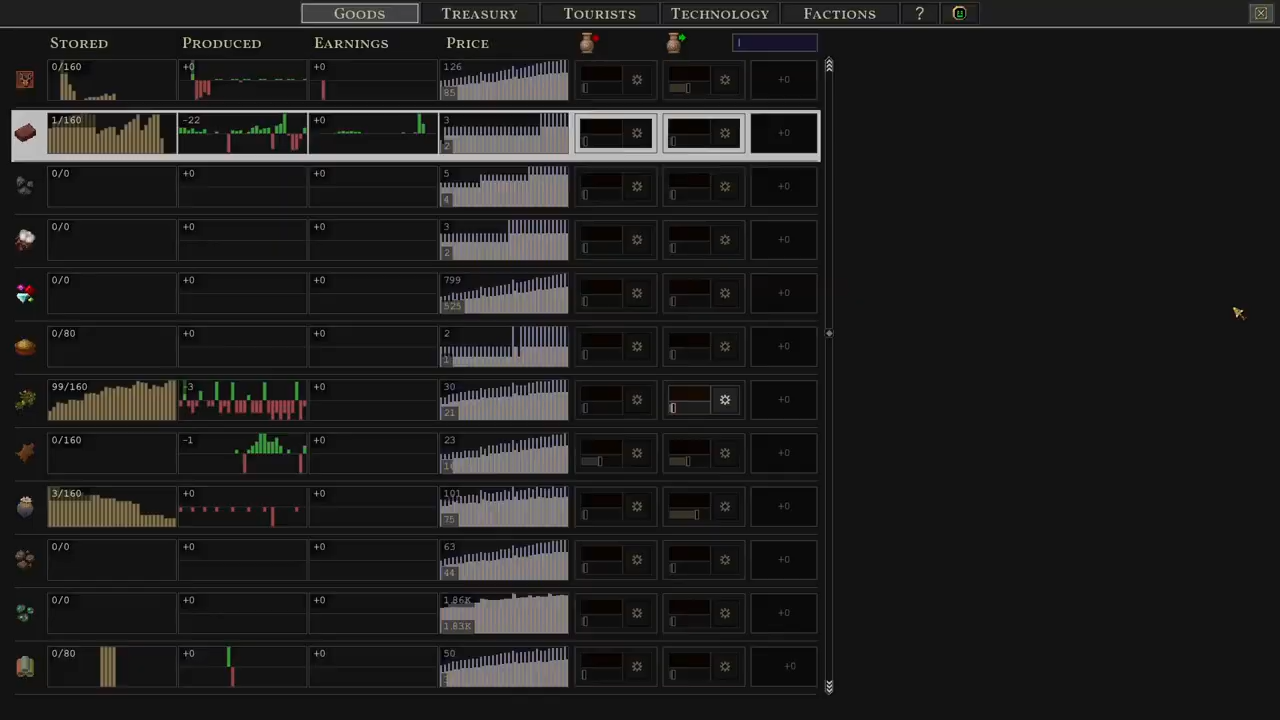 GOODS TREASURY TOURISTS TECHNOLOGY FACTIONS ?
STORED PRODUCED EARNINGS PRICE
0/160 +0 +0 126
85 +0
1/160 -22 +0 3
2 +0
0/0 +0 +0 5
4 +0
0/0 +0 +0 3
2 +0
0/0 +0 +0 799
525 +0
0/80 +0 +0 2
1 +0
99/160 -3 +0 30
21 +0
0/160 -1 +0 23
+0
3/160 +0 +0 101
75 +0
0/0 +0 +0 63
44 +0
0/0 +0 +0 1.86K
1.83K +0
0/80 +0 +0 50
+0